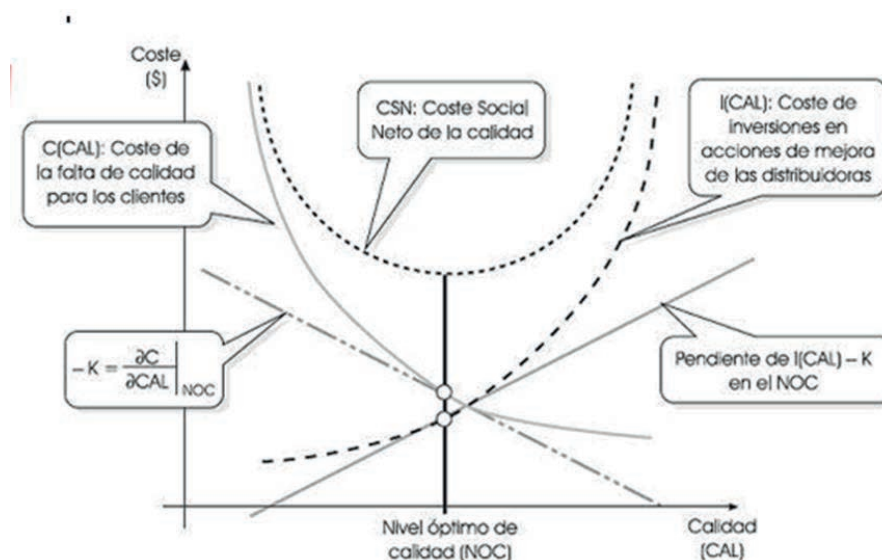 Coste
($)
CSN: Coste Social
Neto de la calidad
I(CAL): Coste de
inversiones en
acciones de mejora
de las distribuidoras
C(CAL): Coste de
la falta de calidad
para los clientes
−K = ∂C/∂CAL|NOC
Pendiente de I(CAL) − K
en el NOC
Nivel óptimo de
calidad (NOC)
Calidad
(CAL)